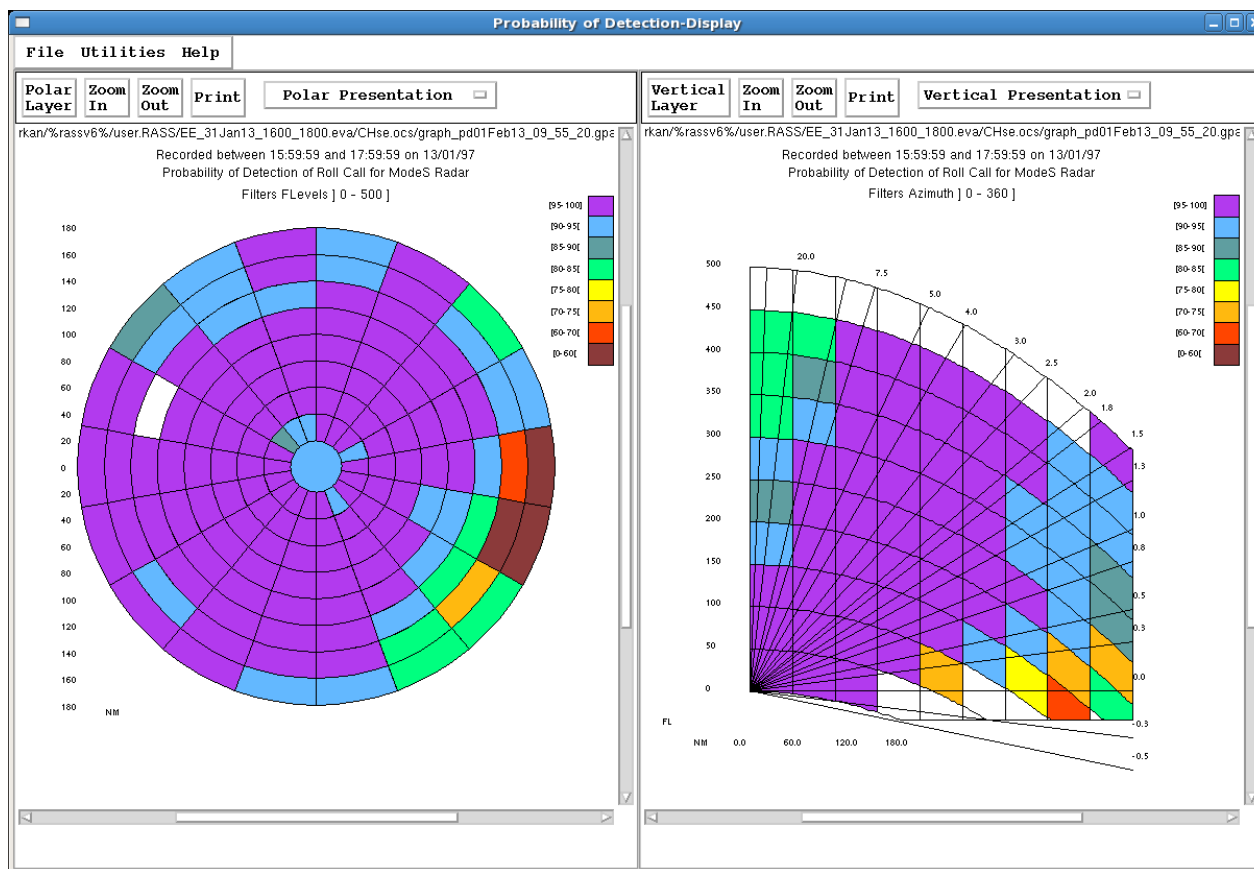 Probability of Detection-Display
File Utilities Help
Polar Layer
Zoom In
Zoom Out
Print
Polar Presentation
rkan/%rassv6%/user.RASS/EE_31Jan13_1600_1800.eva/CHse.ocs/graph_pd01Feb13_09_55_20.gpa
Recorded between 15:59:59 and 17:59:59 on 13/01/97
Probability of Detection of Roll Call for ModeS Radar
Filters FLevels ] 0 - 500 ]
[95-100]
[90-95[
[85-90[
[80-85[
[75-80[
[70-75[
[60-70[
[0-60[
180
160
140
120
100
80
60
40
20
0
20
30
40
60
80
100
120
140
160
180
NM
Vertical Layer
Zoom In
Zoom Out
Print
Vertical Presentation
rkan/%rassv6%/user.RASS/EE_31Jan13_1600_1800.eva/CHse.ocs/graph_pd01Feb13_09_55_20.gpa
Recorded between 15:59:59 and 17:59:59 on 13/01/97
Probability of Detection of Roll Call for ModeS Radar
Filters Azimuth ] 0 - 360 ]
[95-100]
[90-95[
[85-90[
[80-85[
[75-80[
[70-75[
[60-70[
[0-60[
500
450
400
350
300
250
200
150
100
50
0
FL
20.0
7.5
5.0
4.0
3.0
2.5
2.0
1.8
1.5
1.3
1.0
0.8
0.5
0.3
0.0
-0.3
-0.5
NM 0.0 60.0 120.0 180.0